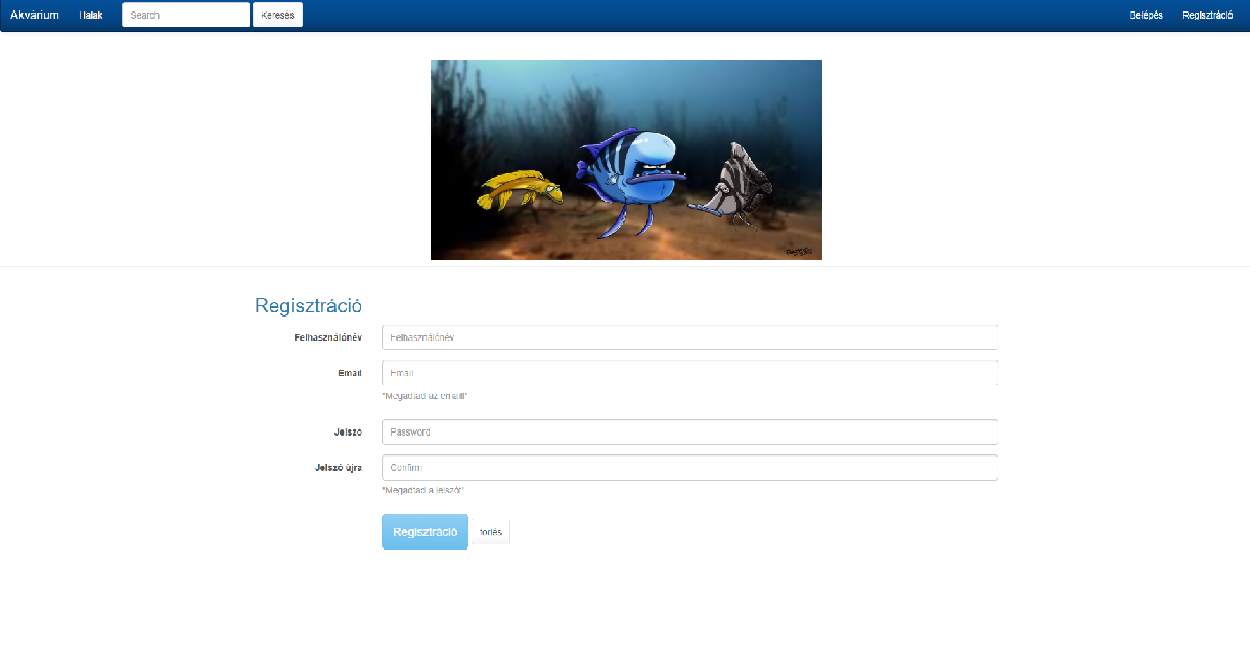 Akvárium Halak Search Keresés Belépés Regisztráció
Regisztráció
Felhasználónév Felhasználónév
Email Email
"Megadtad az emailt"
Jelszó Password
Jelszó újra Confirm
"Megadtad a jelszót"
Regisztráció törlés